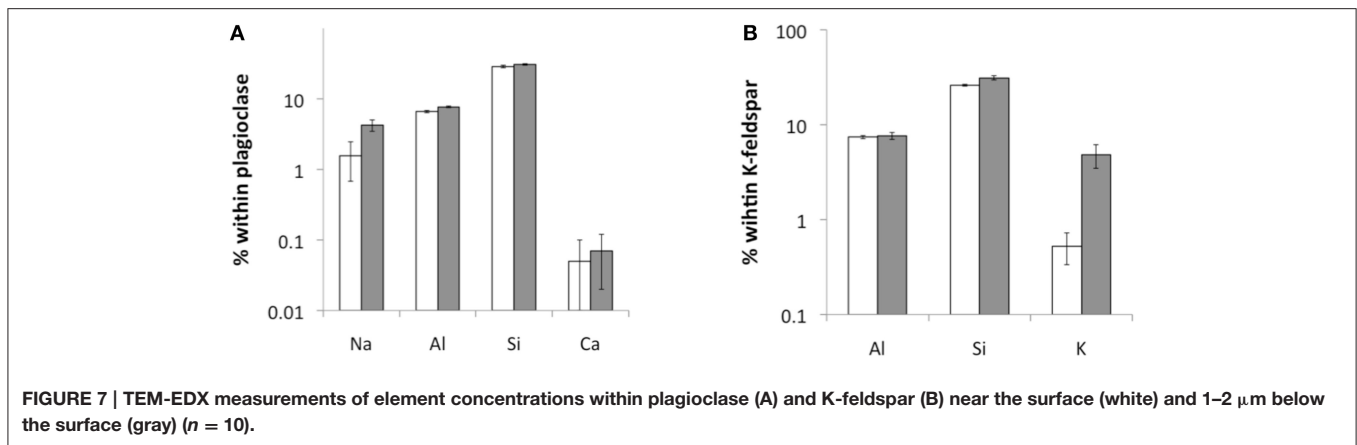 A
B
% within plagioclase
10
1
0.1
0.01
Na Al Si Ca
% wihtin K-feldspar
100
10
1
0.1
Al Si K
FIGURE 7 | TEM-EDX measurements of element concentrations within plagioclase (A) and K-feldspar (B) near the surface (white) and 1–2 μm below
the surface (gray) (n = 10).